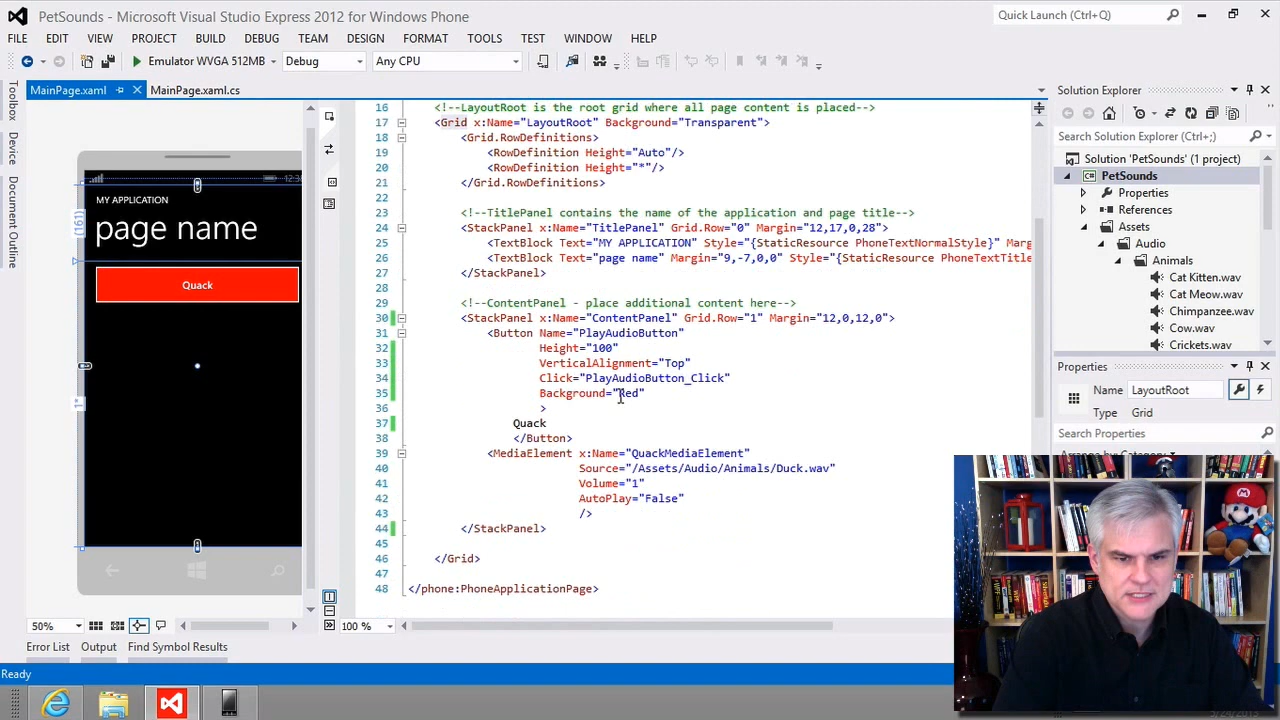 PetSounds - Microsoft Visual Studio Express 2012 for Windows Phone
Quick Launch (Ctrl+Q)
FILE EDIT VIEW PROJECT BUILD DEBUG TEAM DESIGN FORMAT TOOLS TEST WINDOW HELP
Emulator WVGA 512MB Debug Any CPU
Toolbox
Device
Document Outline
MainPage.xaml MainPage.xaml.cs
MY APPLICATION
page name
(161)
Quack
1*
50%
16 <!--LayoutRoot is the root grid where all page content is placed-->
17 <Grid x:Name="LayoutRoot" Background="Transparent">
18 <Grid.RowDefinitions>
19 <RowDefinition Height="Auto"/>
20 <RowDefinition Height="*"/>
21 </Grid.RowDefinitions>
22
23 <!--TitlePanel contains the name of the application and page title-->
24 <StackPanel x:Name="TitlePanel" Grid.Row="0" Margin="12,17,0,28">
25 <TextBlock Text="MY APPLICATION" Style="{StaticResource PhoneTextNormalStyle}" Marg
26 <TextBlock Text="page name" Margin="9,-7,0,0" Style="{StaticResource PhoneTextTitle
27 </StackPanel>
28
29 <!--ContentPanel - place additional content here-->
30 <StackPanel x:Name="ContentPanel" Grid.Row="1" Margin="12,0,12,0">
31 <Button Name="PlayAudioButton"
32 Height="100"
33 VerticalAlignment="Top"
34 Click="PlayAudioButton_Click"
35 Background="Red"
36 >
37 Quack
38 </Button>
39 <MediaElement x:Name="QuackMediaElement"
40 Source="/Assets/Audio/Animals/Duck.wav"
41 Volume="1"
42 AutoPlay="False"
43 />
44 </StackPanel>
45
46 </Grid>
47
48 </phone:PhoneApplicationPage>
100 %
Solution Explorer
Search Solution Explorer (Ctrl+;)
Solution 'PetSounds' (1 project)
PetSounds
Properties
References
Assets
Audio
Animals
Cat Kitten.wav
Cat Meow.wav
Chimpanzee.wav
Cow.wav
Crickets.wav
Properties
Name LayoutRoot
Type Grid
Search Properties
Error List Output Find Symbol Results
Ready